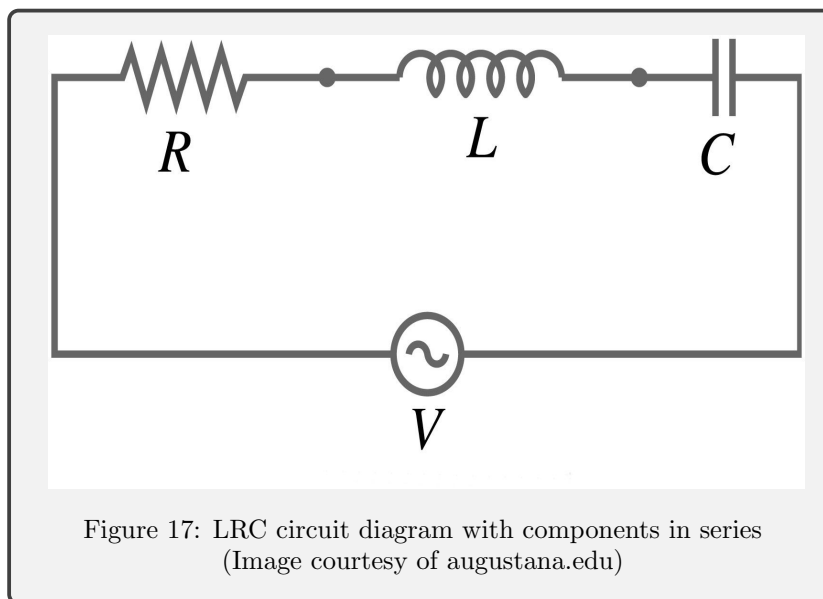 R
L
C
V
Figure 17: LRC circuit diagram with components in series
(Image courtesy of augustana.edu)